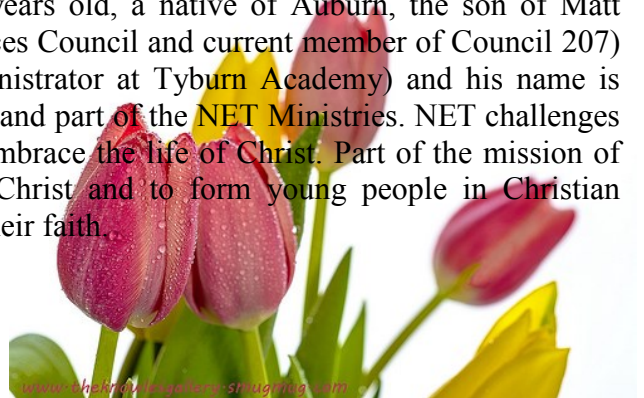 years old, a native of Auburn, the son of Matt
ces Council and current member of Council 207)
nistrator at Tyburn Academy) and his name is
and part of the NET Ministries. NET challenges
mbrace the life of Christ. Part of the mission of
Christ and to form young people in Christian
eir faith.
www.theknowlesgallery.smugmug.com